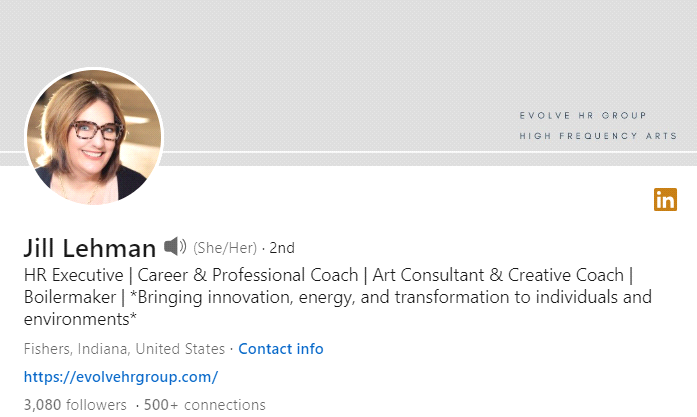 EVOLVE HR GROUP
HIGH FREQUENCY ARTS
in
Jill Lehman (She/Her) · 2nd
HR Executive | Career & Professional Coach | Art Consultant & Creative Coach |
Boilermaker | *Bringing innovation, energy, and transformation to individuals and
environments*
Fishers, Indiana, United States · Contact info
https://evolvehrgroup.com/
3,080 followers · 500+ connections